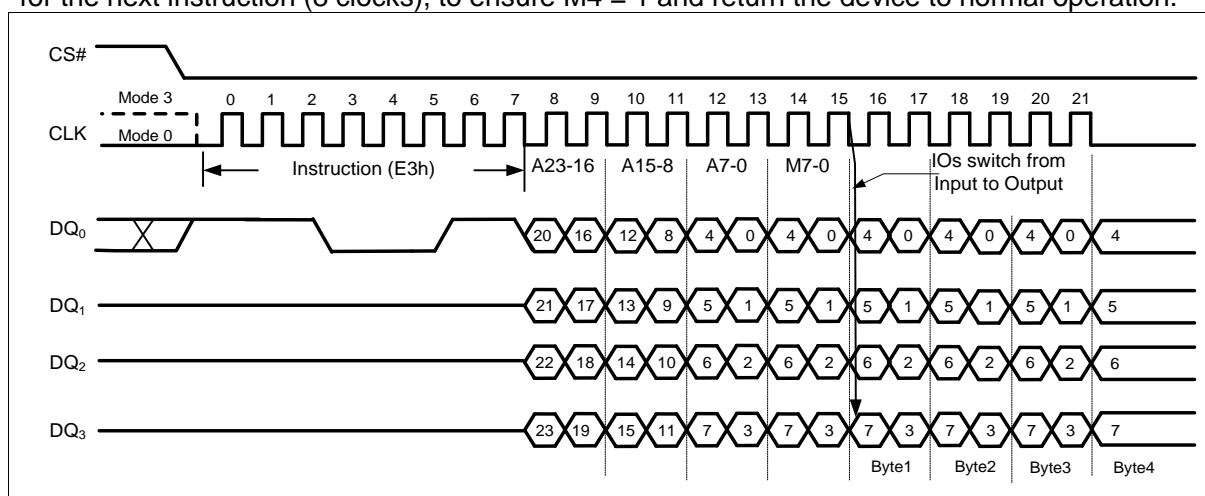 for the next instruction (8 clocks), to ensure M4 = 1 and return the device to normal operation.
CS#
Mode 3 0 1 2 3 4 5 6 7 8 9 10 11 12 13 14 15 16 17 18 19 20 21
CLK Mode 0
Instruction (E3h) A23-16 A15-8 A7-0 M7-0 IOs switch from
Input to Output
DQ0 20 16 12 8 4 0 4 0 4 0 4 0 4 0 4
DQ1 21 17 13 9 5 1 5 1 5 1 5 1 5 1 5
DQ2 22 18 14 10 6 2 6 2 6 2 6 2 6 2 6
DQ3 23 19 15 11 7 3 7 3 7 3 7 3 7 3 7
Byte1 Byte2 Byte3 Byte4